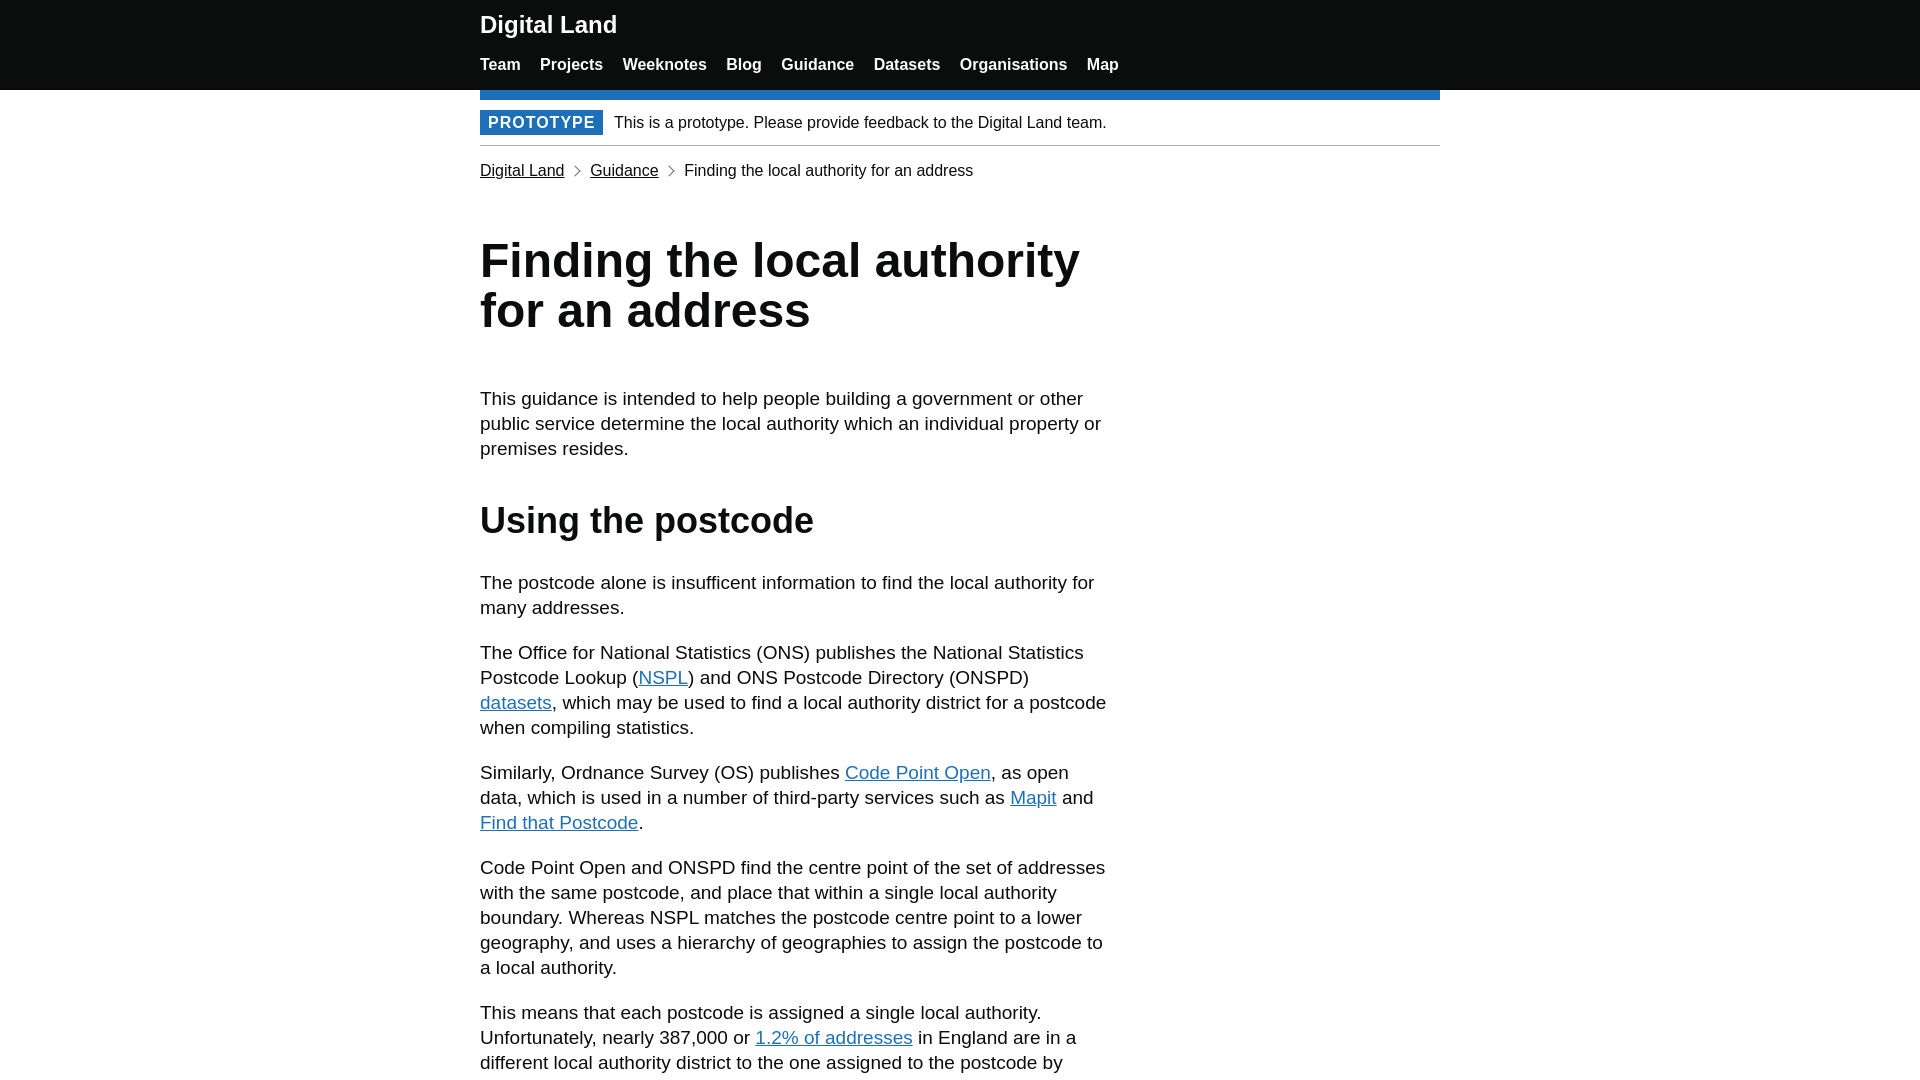 Digital Land
Team Projects Weeknotes Blog Guidance Datasets Organisations Map
PROTOTYPE This is a prototype. Please provide feedback to the Digital Land team.
Digital Land Guidance Finding the local authority for an address
Finding the local authority
for an address
This guidance is intended to help people building a government or other
public service determine the local authority which an individual property or
premises resides.
Using the postcode
The postcode alone is insufficent information to find the local authority for
many addresses.
The Office for National Statistics (ONS) publishes the National Statistics
Postcode Lookup (NSPL) and ONS Postcode Directory (ONSPD)
datasets, which may be used to find a local authority district for a postcode
when compiling statistics.
Similarly, Ordnance Survey (OS) publishes Code Point Open, as open
data, which is used in a number of third-party services such as Mapit and
Find that Postcode.
Code Point Open and ONSPD find the centre point of the set of addresses
with the same postcode, and place that within a single local authority
boundary. Whereas NSPL matches the postcode centre point to a lower
geography, and uses a hierarchy of geographies to assign the postcode to
a local authority.
This means that each postcode is assigned a single local authority.
Unfortunately, nearly 387,000 or 1.2% of addresses in England are in a
different local authority district to the one assigned to the postcode by